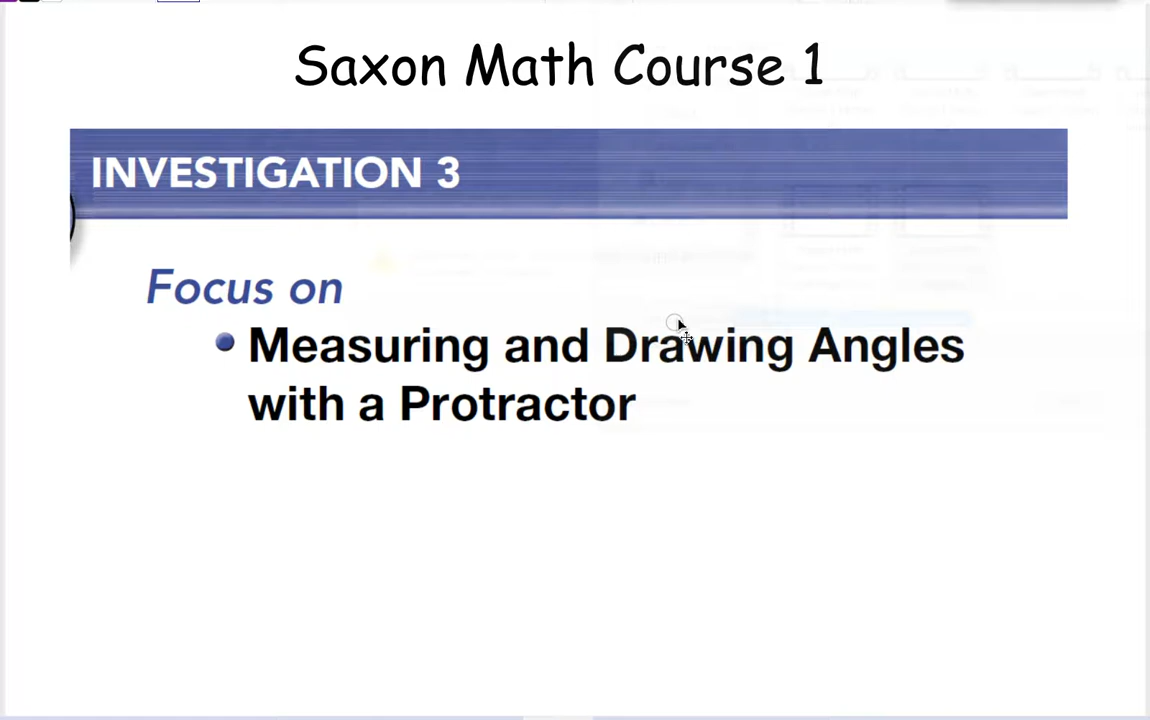 Saxon Math Course 1
INVESTIGATION 3
Focus on
Measuring and Drawing Angles
with a Protractor